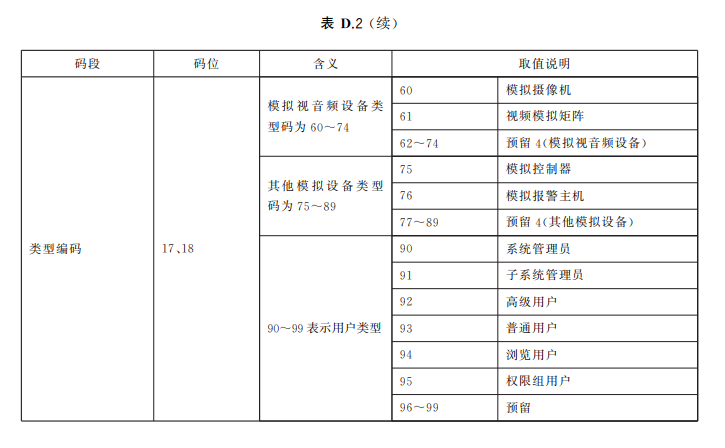 表 D.2（续）
码段 码位 含义 取值说明
类型编码 17、18 模拟视音频设备类型码为 60～74 60 模拟摄像机
61 视频模拟矩阵
62～74 预留 4(模拟视音频设备)
其他模拟设备类型码为 75～89 75 模拟控制器
76 模拟报警主机
77～89 预留 4(其他模拟设备)
90～99 表示用户类型 90 系统管理员
91 子系统管理员
92 高级用户
93 普通用户
94 浏览用户
95 权限组用户
96～99 预留